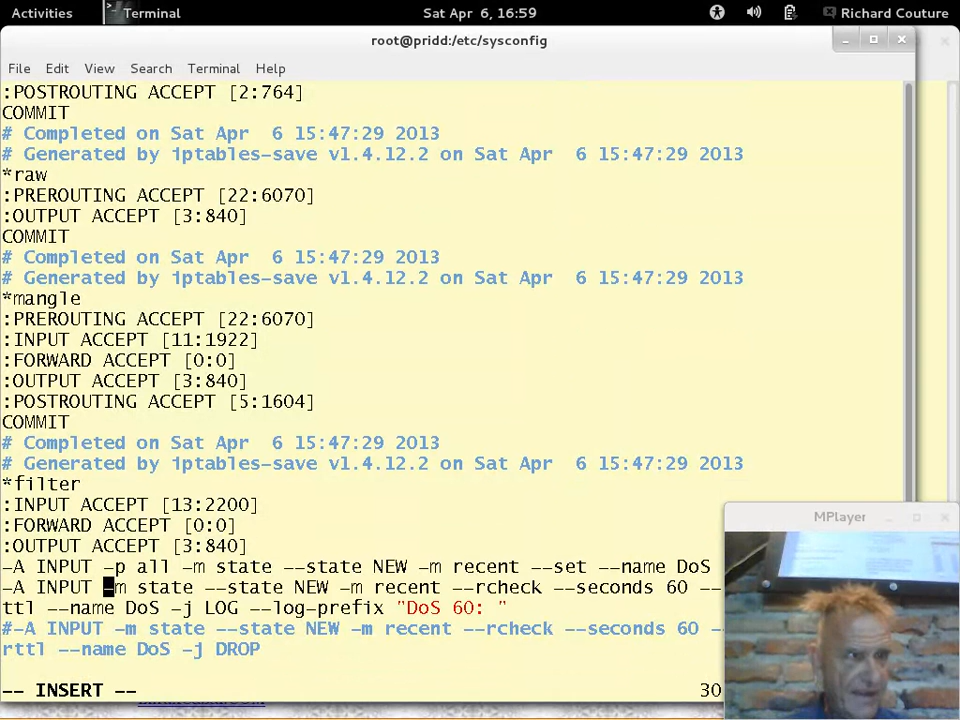 Activities Terminal Sat Apr 6, 16:59 Richard Couture
root@pridd:/etc/sysconfig
File Edit View Search Terminal Help
:POSTROUTING ACCEPT [2:764]
COMMIT
# Completed on Sat Apr  6 15:47:29 2013
# Generated by iptables-save v1.4.12.2 on Sat Apr  6 15:47:29 2013
*raw
:PREROUTING ACCEPT [22:6070]
:OUTPUT ACCEPT [3:840]
COMMIT
# Completed on Sat Apr  6 15:47:29 2013
# Generated by iptables-save v1.4.12.2 on Sat Apr  6 15:47:29 2013
*mangle
:PREROUTING ACCEPT [22:6070]
:INPUT ACCEPT [11:1922]
:FORWARD ACCEPT [0:0]
:OUTPUT ACCEPT [3:840]
:POSTROUTING ACCEPT [5:1604]
COMMIT
# Completed on Sat Apr  6 15:47:29 2013
# Generated by iptables-save v1.4.12.2 on Sat Apr  6 15:47:29 2013
*filter
:INPUT ACCEPT [13:2200]
:FORWARD ACCEPT [0:0]
:OUTPUT ACCEPT [3:840]
-A INPUT -p all -m state --state NEW -m recent --set --name DoS
-A INPUT -m state --state NEW -m recent --rcheck --seconds 60 --
ttl --name DoS -j LOG --log-prefix "DoS 60: "
#-A INPUT -m state --state NEW -m recent --rcheck --seconds 60 -
rttl --name DoS -j DROP
-- INSERT -- 30
MPlayer